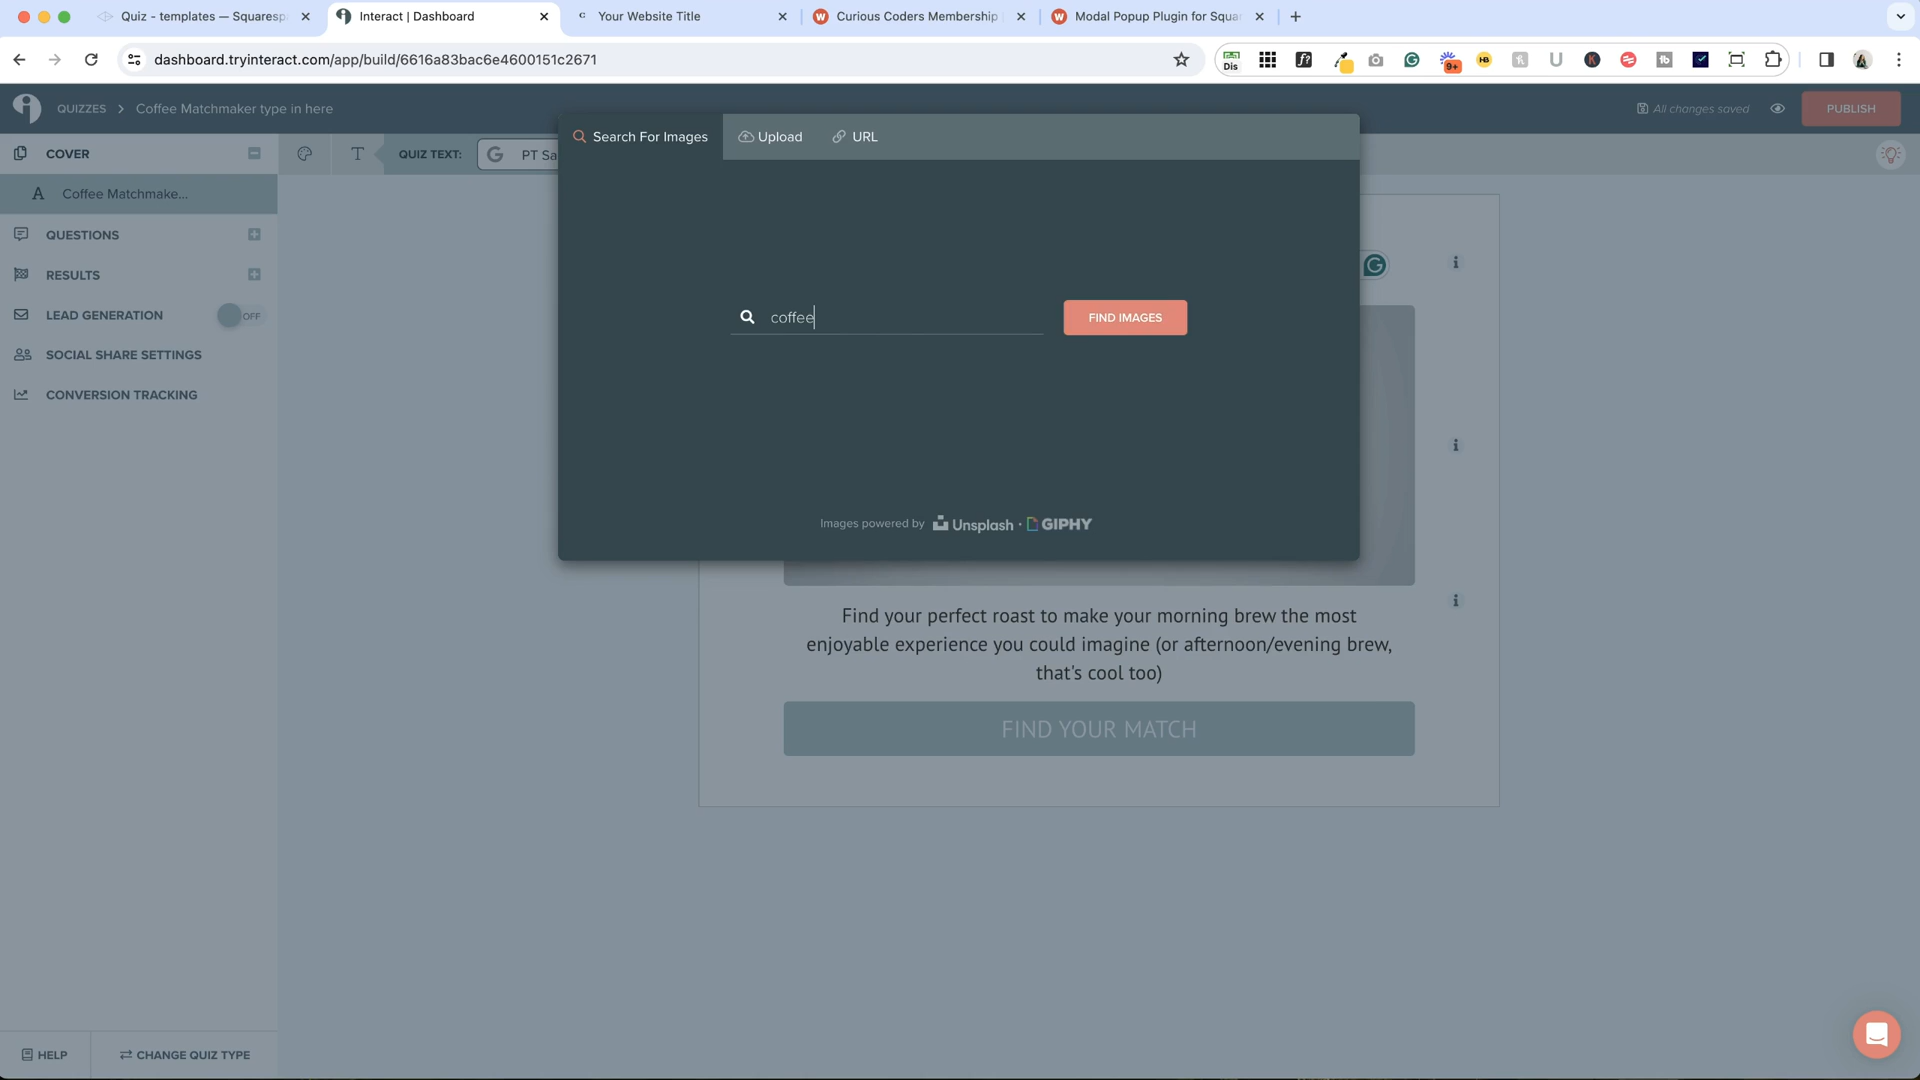 Quiz - templates — Squaresp
Interact | Dashboard
Your Website Title
Curious Coders Membership
Modal Popup Plugin for Squa
dashboard.tryinteract.com/app/build/6616a83bac6e4600151c2671
Dis
9+
HB
QUIZZES
Coffee Matchmaker type in here
All changes saved
PUBLISH
COVER
QUIZ TEXT:
PT Sa
Search For Images
Upload
URL
Coffee Matchmake...
QUESTIONS
RESULTS
LEAD GENERATION
OFF
SOCIAL SHARE SETTINGS
CONVERSION TRACKING
coffee
FIND IMAGES
Images powered by Unsplash · GIPHY
Find your perfect roast to make your morning brew the most
enjoyable experience you could imagine (or afternoon/evening brew,
that's cool too)
FIND YOUR MATCH
HELP
CHANGE QUIZ TYPE